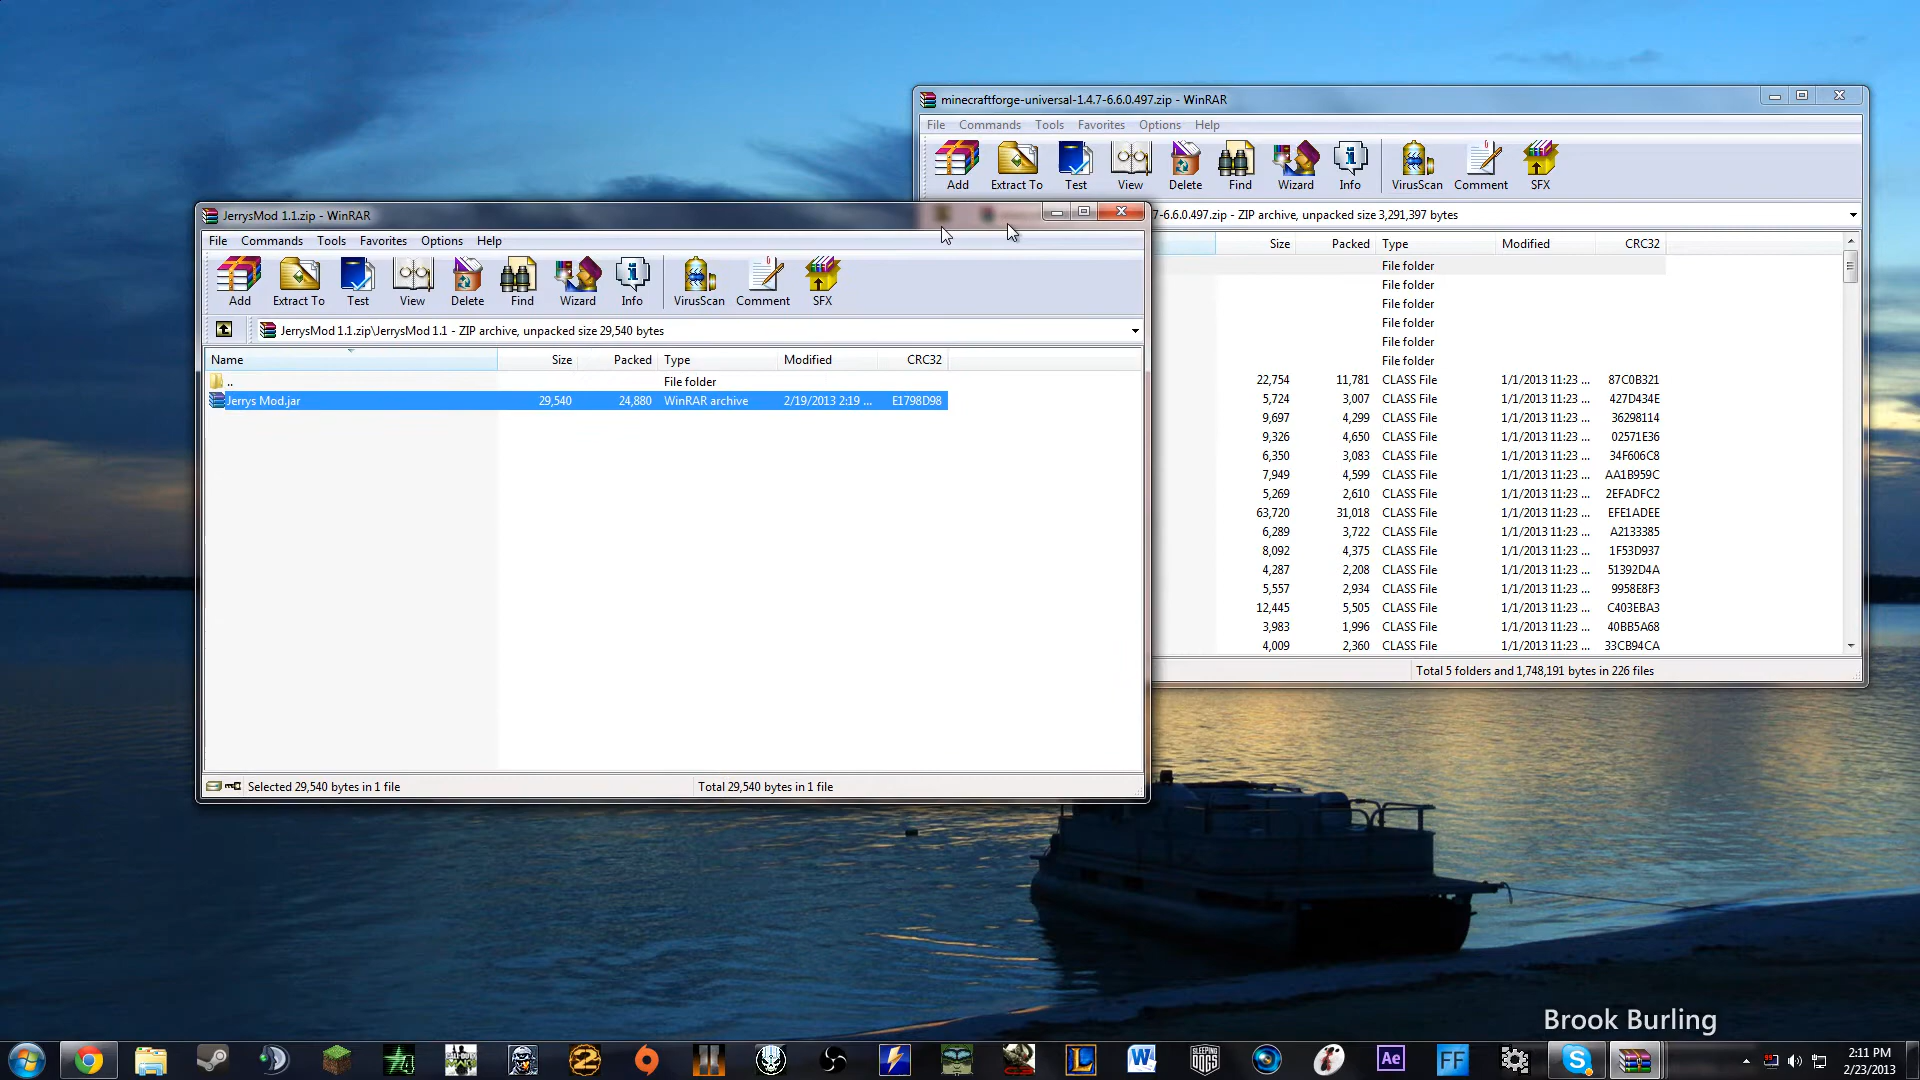 minecraftforge-universal-1.4.7-6.6.0.497.zip - WinRAR
File Commands Tools Favorites Options Help
Add Extract To Test View Delete Find Wizard Info VirusScan Comment SFX
7-6.6.0.497.zip - ZIP archive, unpacked size 3,291,397 bytes
Size Packed Type Modified CRC32
File folder
File folder
File folder
File folder
File folder
File folder
22,754 11,781 CLASS File 1/1/2013 11:23 ... 87C0B321
5,724 3,007 CLASS File 1/1/2013 11:23 ... 427D434E
9,697 4,299 CLASS File 1/1/2013 11:23 ... 36298114
9,326 4,650 CLASS File 1/1/2013 11:23 ... 02571E36
6,350 3,083 CLASS File 1/1/2013 11:23 ... 34F606C8
7,949 4,599 CLASS File 1/1/2013 11:23 ... AA1B959C
5,269 2,610 CLASS File 1/1/2013 11:23 ... 2EFADFC2
63,720 31,018 CLASS File 1/1/2013 11:23 ... EFE1ADEE
6,289 3,722 CLASS File 1/1/2013 11:23 ... A2133385
8,092 4,375 CLASS File 1/1/2013 11:23 ... 1F53D937
4,287 2,208 CLASS File 1/1/2013 11:23 ... 51392D4A
5,557 2,934 CLASS File 1/1/2013 11:23 ... 9958E8F3
12,445 5,505 CLASS File 1/1/2013 11:23 ... C403EBA3
3,983 1,996 CLASS File 1/1/2013 11:23 ... 40BB5A68
4,009 2,360 CLASS File 1/1/2013 11:23 ... 33CB94CA
Total 5 folders and 1,748,191 bytes in 226 files
JerrysMod 1.1.zip - WinRAR
File Commands Tools Favorites Options Help
Add Extract To Test View Delete Find Wizard Info VirusScan Comment SFX
JerrysMod 1.1.zip\JerrysMod 1.1 - ZIP archive, unpacked size 29,540 bytes
Name Size Packed Type Modified CRC32
.. File folder
Jerrys Mod.jar 29,540 24,880 WinRAR archive 2/19/2013 2:19 ... E1798D98
Selected 29,540 bytes in 1 file Total 29,540 bytes in 1 file
Brook Burling
SLEEPING DOGS
Ae
FF
2:11 PM
2/23/2013